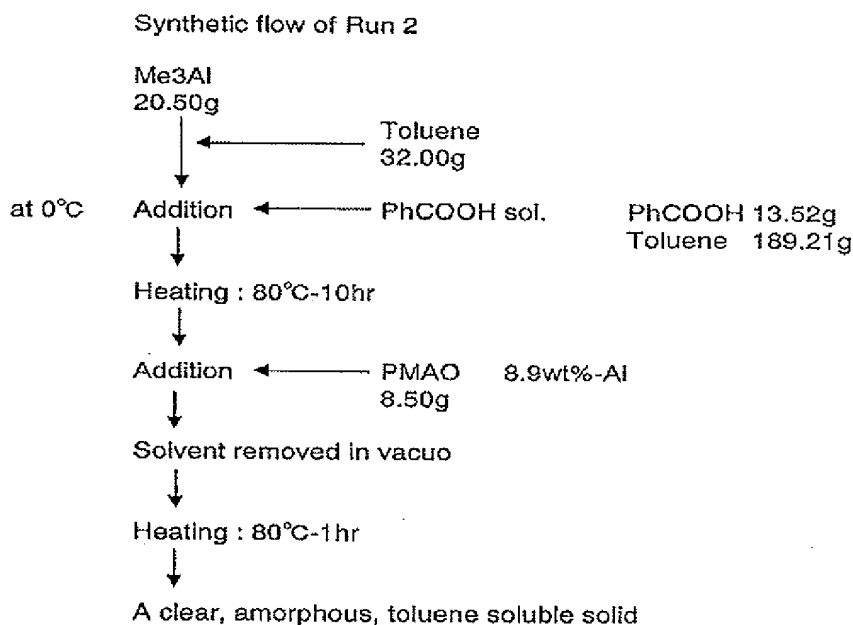 Synthetic flow of Run 2
Me3Al
20.50g
Toluene
32.00g
at 0°C Addition PhCOOH sol. PhCOOH 13.52g
Toluene 189.21g
Heating : 80°C-10hr
Addition PMAO 8.9wt%-Al
8.50g
Solvent removed in vacuo
Heating : 80°C-1hr
A clear, amorphous, toluene soluble solid